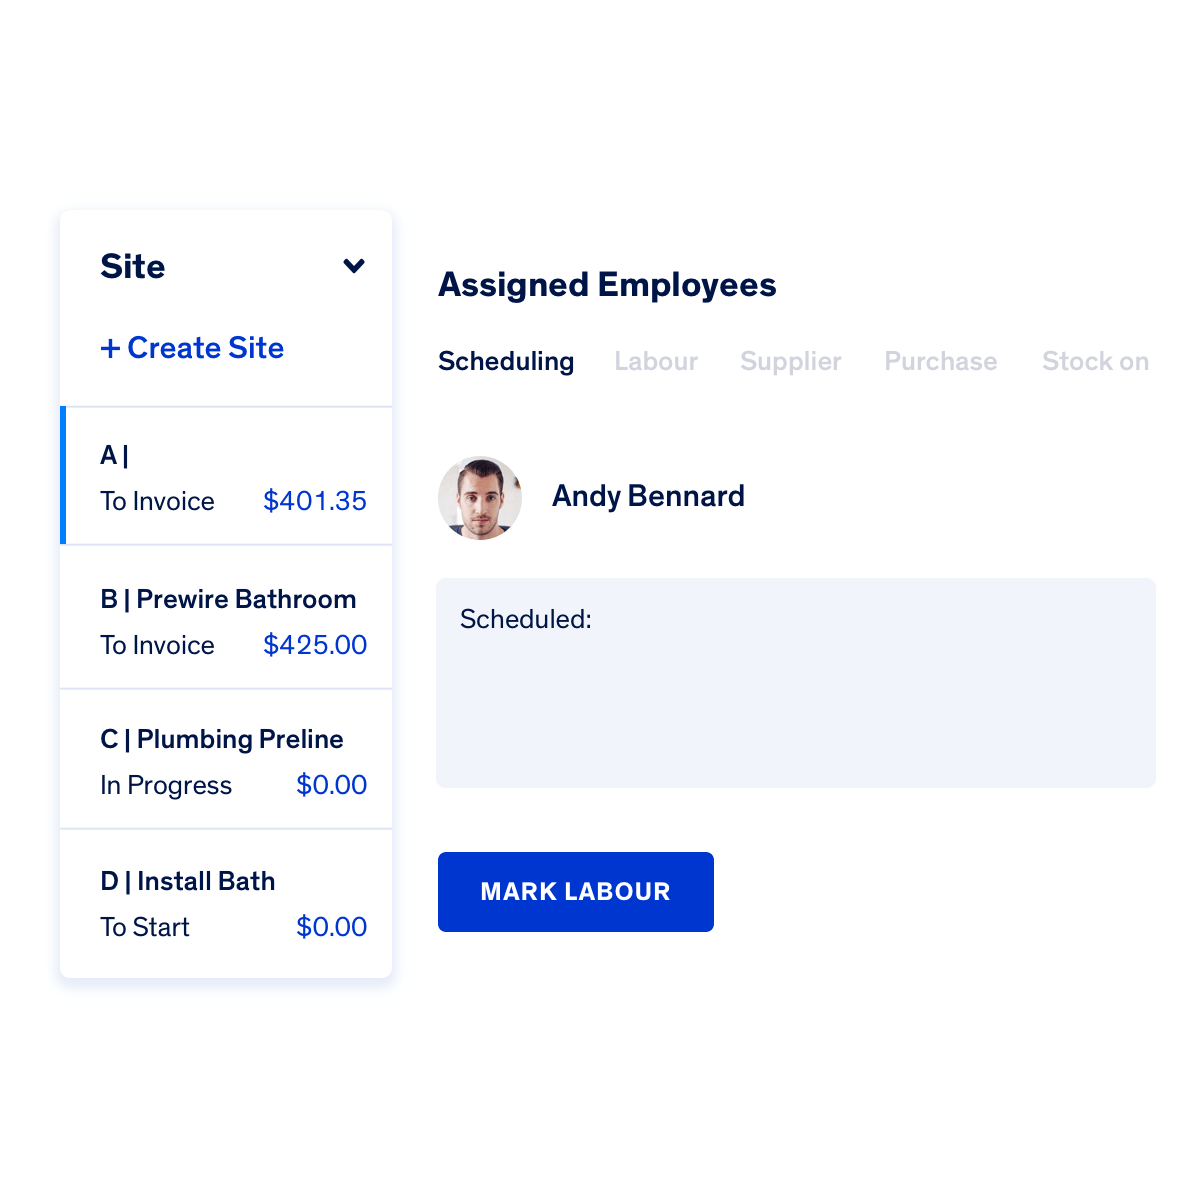 Site
+ Create Site
A |
To Invoice $401.35
B | Prewire Bathroom
To Invoice $425.00
C | Plumbing Preline
In Progress $0.00
D | Install Bath
To Start $0.00
Assigned Employees
Scheduling Labour Supplier Purchase Stock on
Andy Bennard
Scheduled:
MARK LABOUR